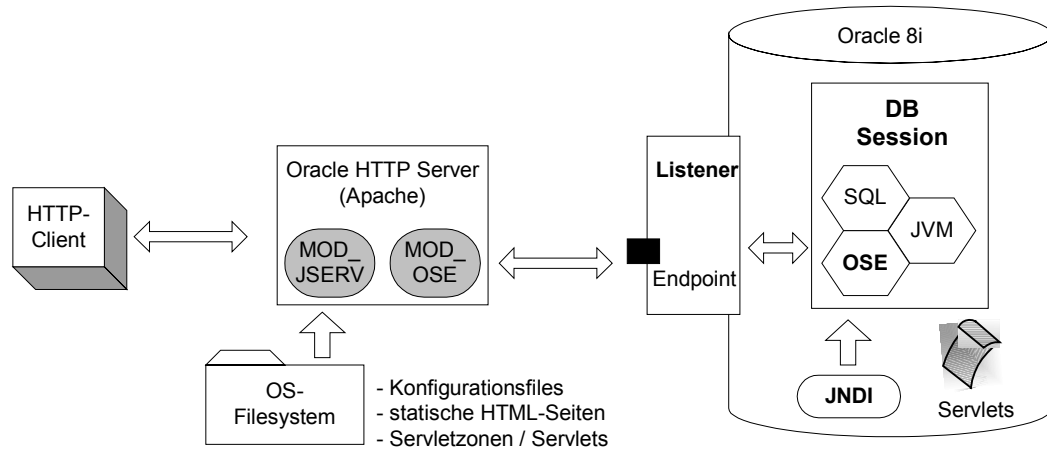 Oracle 8i
DB
Session
SQL
JVM
OSE
Listener
Endpoint
Oracle HTTP Server
(Apache)
MOD_
JSERV
MOD_
OSE
HTTP-
Client
OS-
Filesystem
- Konfigurationsfiles
- statische HTML-Seiten
- Servletzonen / Servlets
JNDI
Servlets